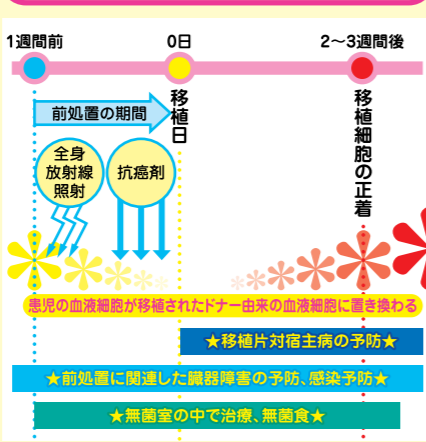 1週間前
0日
2〜3週間後
前処置の期間
移植日
移植細胞の正着
全身
放射線
照射
抗癌剤
患児の血液細胞が移植されたドナー由来の血液細胞に置き換わる
★移植片対宿主病の予防★
★前処置に関連した臓器障害の予防、感染予防★
★無菌室の中で治療、無菌食★